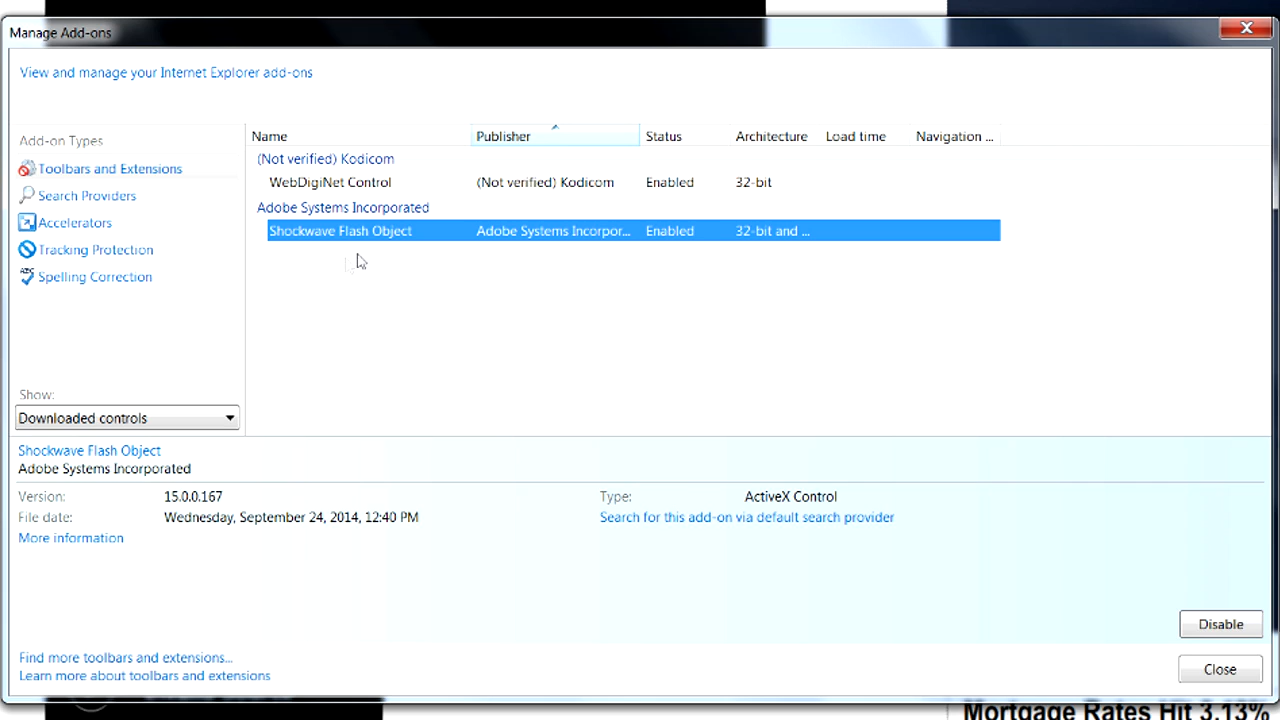 Manage Add-ons
View and manage your Internet Explorer add-ons
Add-on Types
Toolbars and Extensions
Search Providers
Accelerators
Tracking Protection
Spelling Correction
Show:
Downloaded controls
Name Publisher Status Architecture Load time Navigation ...
(Not verified) Kodicom
WebDigiNet Control (Not verified) Kodicom Enabled 32-bit
Adobe Systems Incorporated
Shockwave Flash Object Adobe Systems Incorpor... Enabled 32-bit and ...
Shockwave Flash Object
Adobe Systems Incorporated
Version: 15.0.0.167
File date: Wednesday, September 24, 2014, 12:40 PM
More information
Type: ActiveX Control
Search for this add-on via default search provider
Disable
Find more toolbars and extensions...
Learn more about toolbars and extensions
Close
Mortgage Rates Hit 3.13%